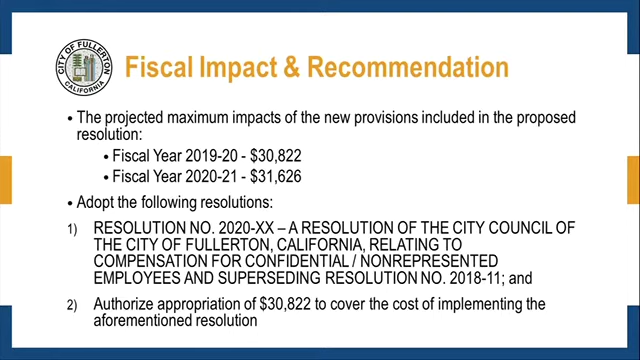 CITY OF FULLERTON
CALIFORNIA
Fiscal Impact & Recommendation
• The projected maximum impacts of the new provisions included in the proposed
resolution:
• Fiscal Year 2019-20 - $30,822
• Fiscal Year 2020-21 - $31,626
• Adopt the following resolutions:
1) RESOLUTION NO. 2020-XX – A RESOLUTION OF THE CITY COUNCIL OF
THE CITY OF FULLERTON, CALIFORNIA, RELATING TO
COMPENSATION FOR CONFIDENTIAL / NONREPRESENTED
EMPLOYEES AND SUPERSEDING RESOLUTION NO. 2018-11; and
2) Authorize appropriation of $30,822 to cover the cost of implementing the
aforementioned resolution